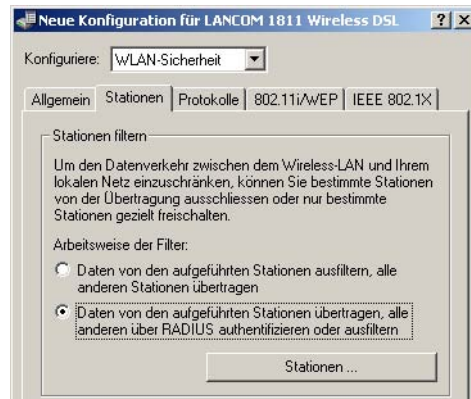 Neue Konfiguration für LANCOM 1811 Wireless DSL
Konfiguriere: WLAN-Sicherheit
Allgemein Stationen Protokolle 802.11i/WEP IEEE 802.1X
Stationen filtern
Um den Datenverkehr zwischen dem Wireless-LAN und Ihrem
lokalen Netz einzuschränken, können Sie bestimmte Stationen
von der Übertragung ausschliessen oder nur bestimmte
Stationen gezielt freischalten.
Arbeitsweise der Filter:
Daten von den aufgeführten Stationen ausfiltern, alle
anderen Stationen übertragen
Daten von den aufgeführten Stationen übertragen, alle
anderen über RADIUS authentifizieren oder ausfiltern
Stationen ...